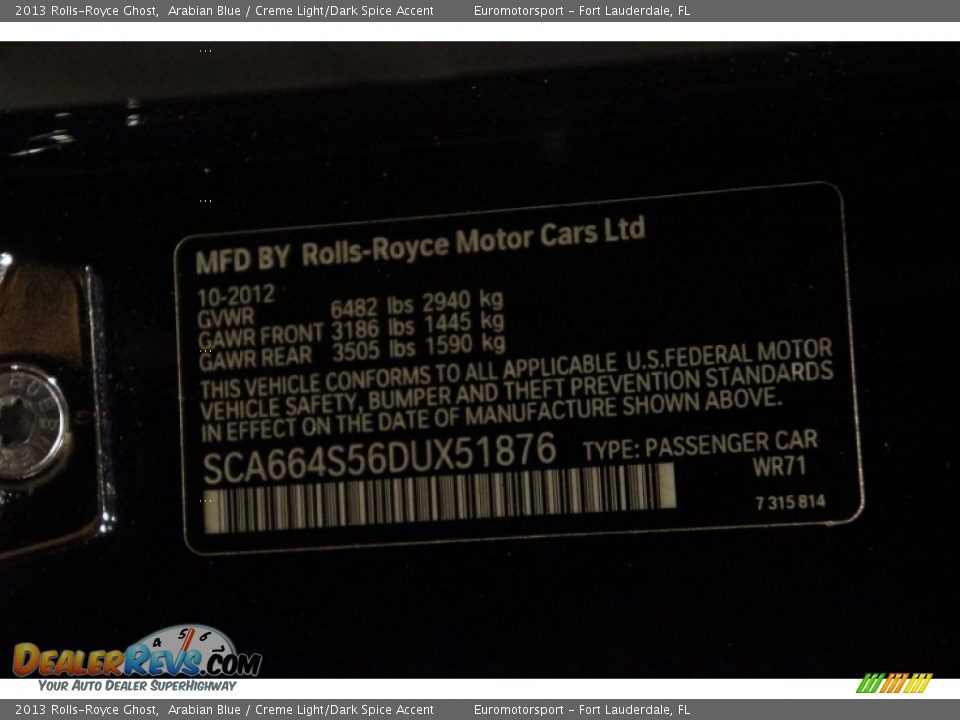 2013 Rolls-Royce Ghost,  Arabian Blue / Creme Light/Dark Spice Accent    Euromotorsport - Fort Lauderdale, FL
MFD BY Rolls-Royce Motor Cars Ltd
10-2012
GVWR 6482 lbs 2940 kg
GAWR FRONT 3186 lbs 1445 kg
GAWR REAR 3505 lbs 1590 kg
THIS VEHICLE CONFORMS TO ALL APPLICABLE U.S.FEDERAL MOTOR
VEHICLE SAFETY, BUMPER AND THEFT PREVENTION STANDARDS
IN EFFECT ON THE DATE OF MANUFACTURE SHOWN ABOVE.
SCA664S56DUX51876 TYPE: PASSENGER CAR
WR71
7 315 814
4 5 6
DEALERREVS.COM
YOUR AUTO DEALER SUPERHIGHWAY
2013 Rolls-Royce Ghost,  Arabian Blue / Creme Light/Dark Spice Accent    Euromotorsport - Fort Lauderdale, FL